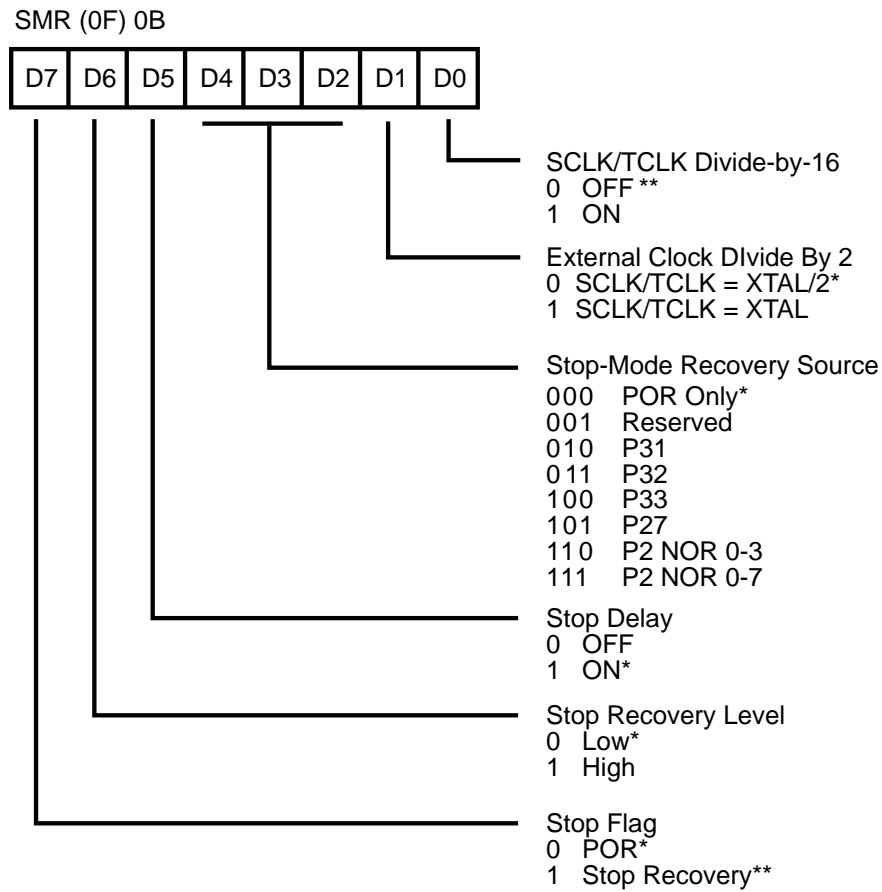 SMR (0F) 0B
D7 D6 D5 D4 D3 D2 D1 D0
SCLK/TCLK Divide-by-16
0 OFF **
1 ON
External Clock DIvide By 2
0 SCLK/TCLK = XTAL/2*
1 SCLK/TCLK = XTAL
Stop-Mode Recovery Source
000 POR Only*
001 Reserved
010 P31
011 P32
100 P33
101 P27
110 P2 NOR 0-3
111 P2 NOR 0-7
Stop Delay
0 OFF
1 ON*
Stop Recovery Level
0 Low*
1 High
Stop Flag
0 POR*
1 Stop Recovery**